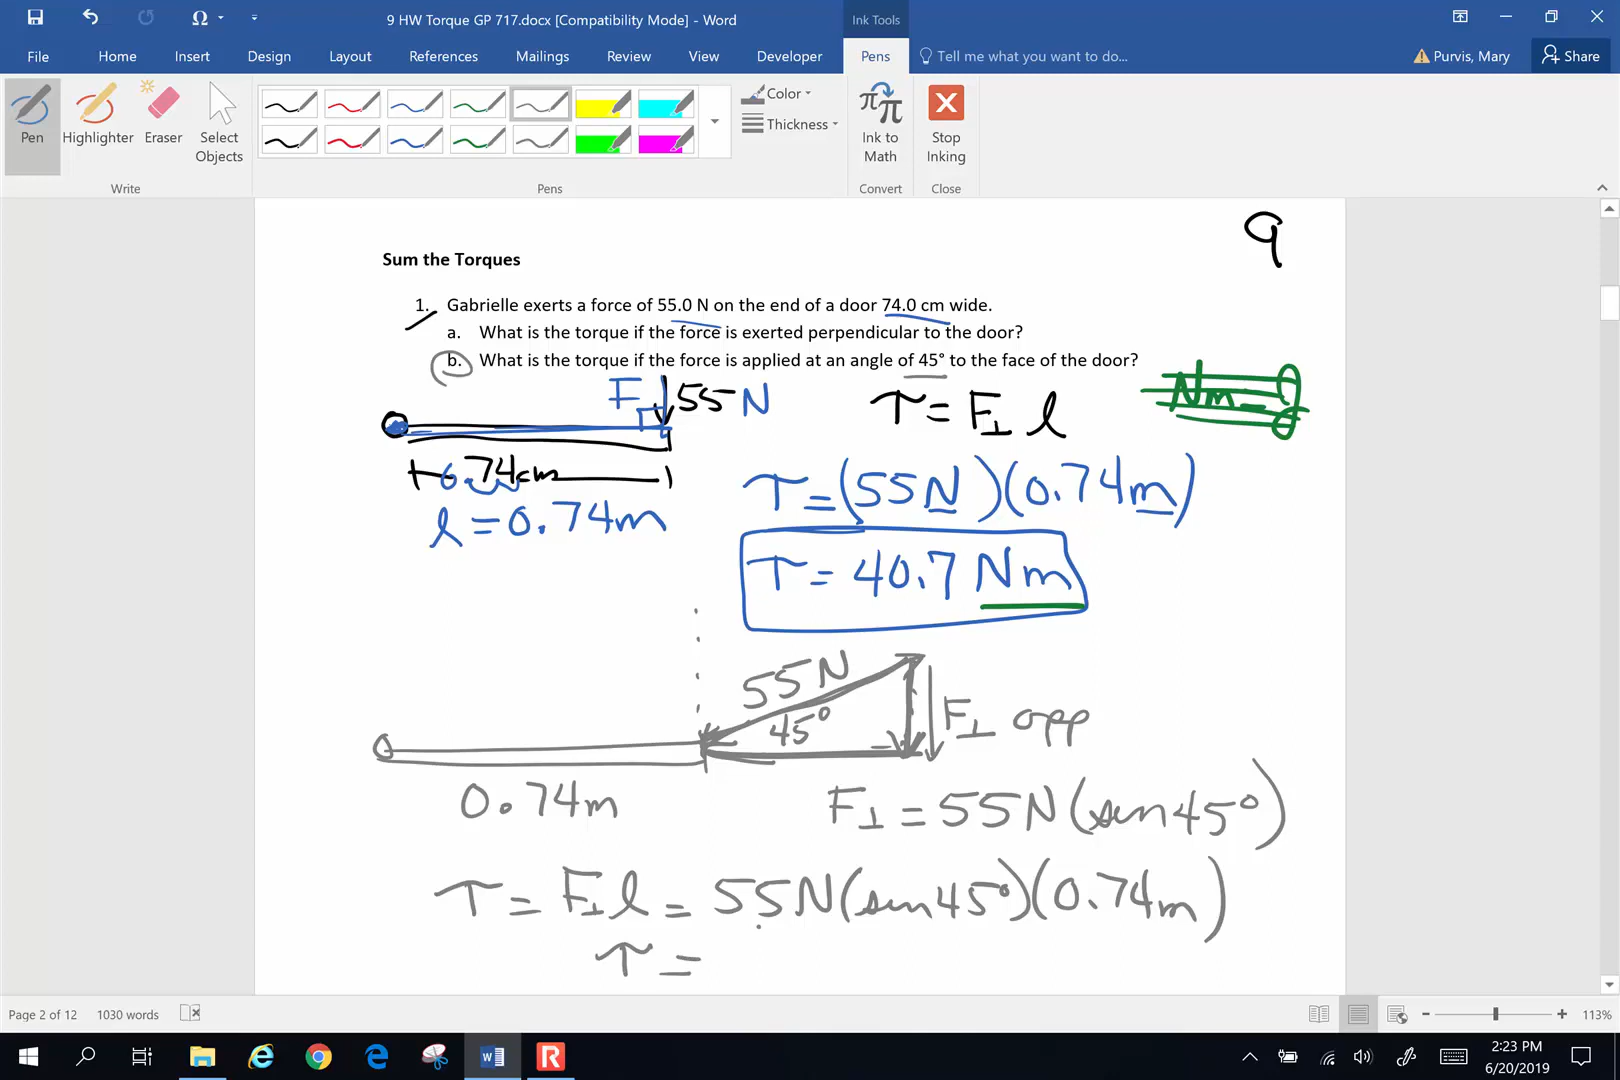 9 HW Torque GP 717.docx [Compatibility Mode] - Word
Ink Tools
File Home Insert Design Layout References Mailings Review View Developer Pens Tell me what you want to do... Purvis, Mary Share
Pen Highlighter Eraser Select Objects
Color
Thickness
Ink to Math
Stop Inking
Write Pens Convert Close
9
Sum the Torques
1. Gabrielle exerts a force of 55.0 N on the end of a door 74.0 cm wide.
a. What is the torque if the force is exerted perpendicular to the door?
b. What is the torque if the force is applied at an angle of 45° to the face of the door?
F 55 N
τ = F⊥ l
Nm
0.74cm
l = 0.74m
τ = (55N)(0.74m)
τ = 40.7 Nm
55N
45°
F⊥ opp
0.74m
F⊥ = 55N(sin45°)
τ = F⊥l = 55N(sin45°)(0.74m)
τ =
Page 2 of 12 1030 words 113%
2:23 PM
6/20/2019